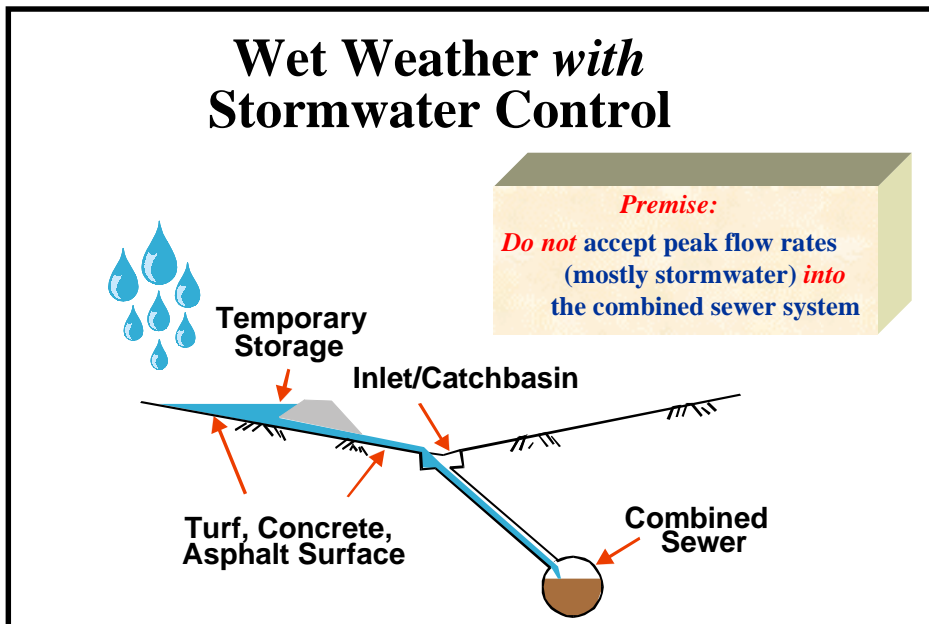 Wet Weather with
Stormwater Control
Premise:
Do not accept peak flow rates
(mostly stormwater) into
the combined sewer system
Temporary
Storage
Inlet/Catchbasin
Turf, Concrete,
Asphalt Surface
Combined
Sewer